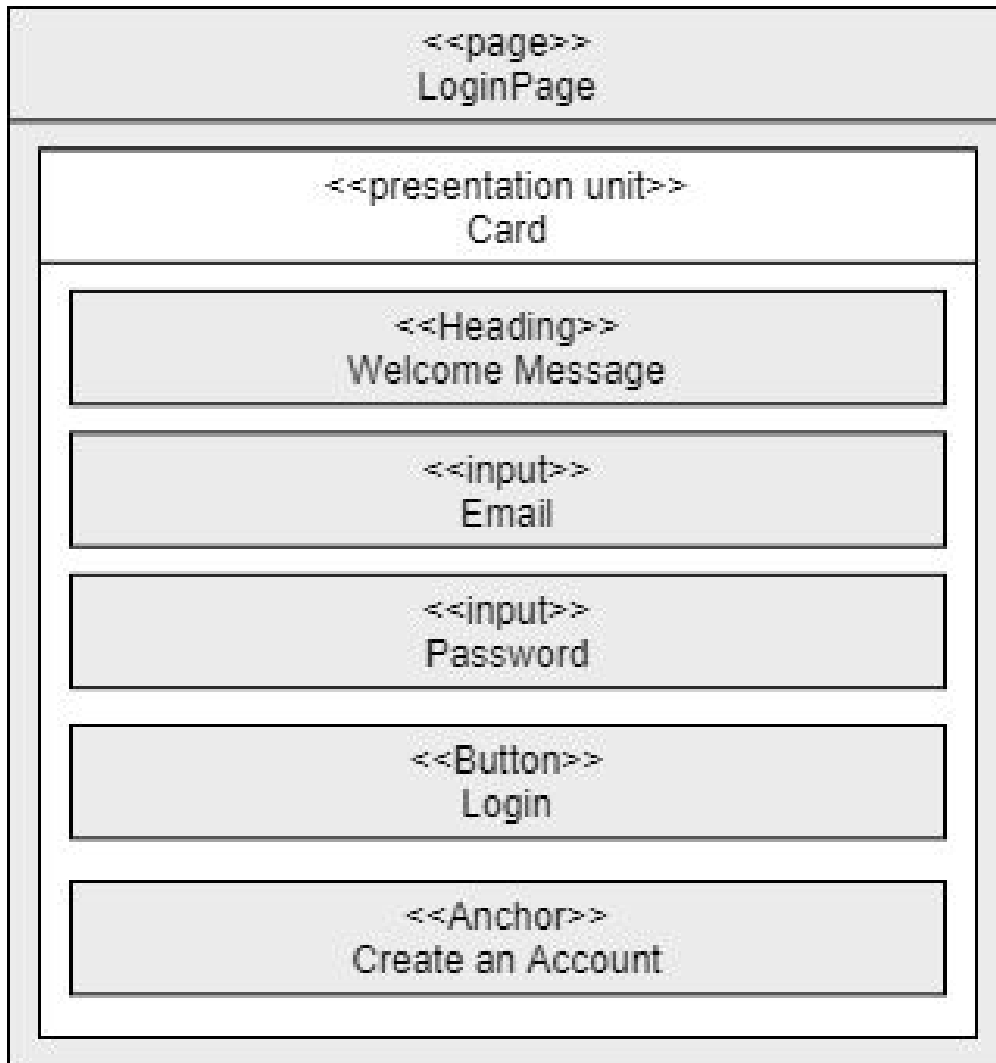 <<page>>
LoginPage
<<presentation unit>>
Card
<<Heading>>
Welcome Message
<<input>>
Email
<<input>>
Password
<<Button>>
Login
<<Anchor>>
Create an Account